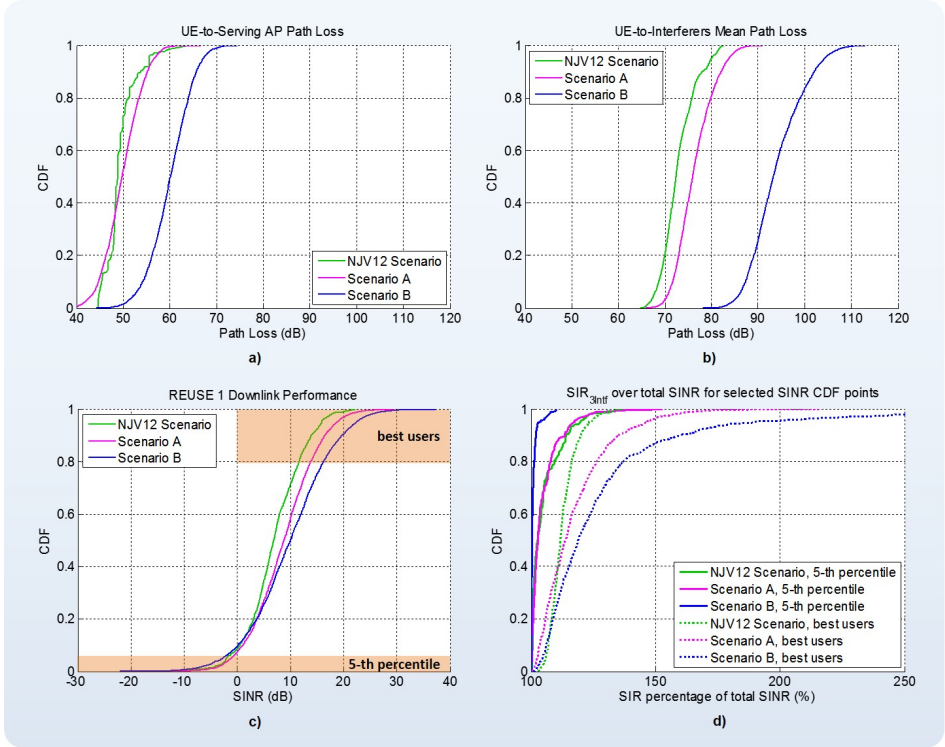 UE-to-Serving AP Path Loss
1
0.8
0.6
0.4
0.2
0
CDF
NJV12 Scenario
Scenario A
Scenario B
40 50 60 70 80 90 100 110 120
Path Loss (dB)
a)
UE-to-Interferers Mean Path Loss
1
0.8
0.6
0.4
0.2
0
CDF
NJV12 Scenario
Scenario A
Scenario B
40 50 60 70 80 90 100 110 120
Path Loss (dB)
b)
REUSE 1 Downlink Performance
1
0.8
0.6
0.4
0.2
0
CDF
NJV12 Scenario
Scenario A
Scenario B
best users
5-th percentile
-30 -20 -10 0 10 20 30 40
SINR (dB)
c)
SIR3Intf over total SINR for selected SINR CDF points
1
0.8
0.6
0.4
0.2
0
CDF
NJV12 Scenario, 5-th percentile
Scenario A, 5-th percentile
Scenario B, 5-th percentile
NJV12 Scenario, best users
Scenario A, best users
Scenario B, best users
100 150 200 250
SIR percentage of total SINR (%)
d)